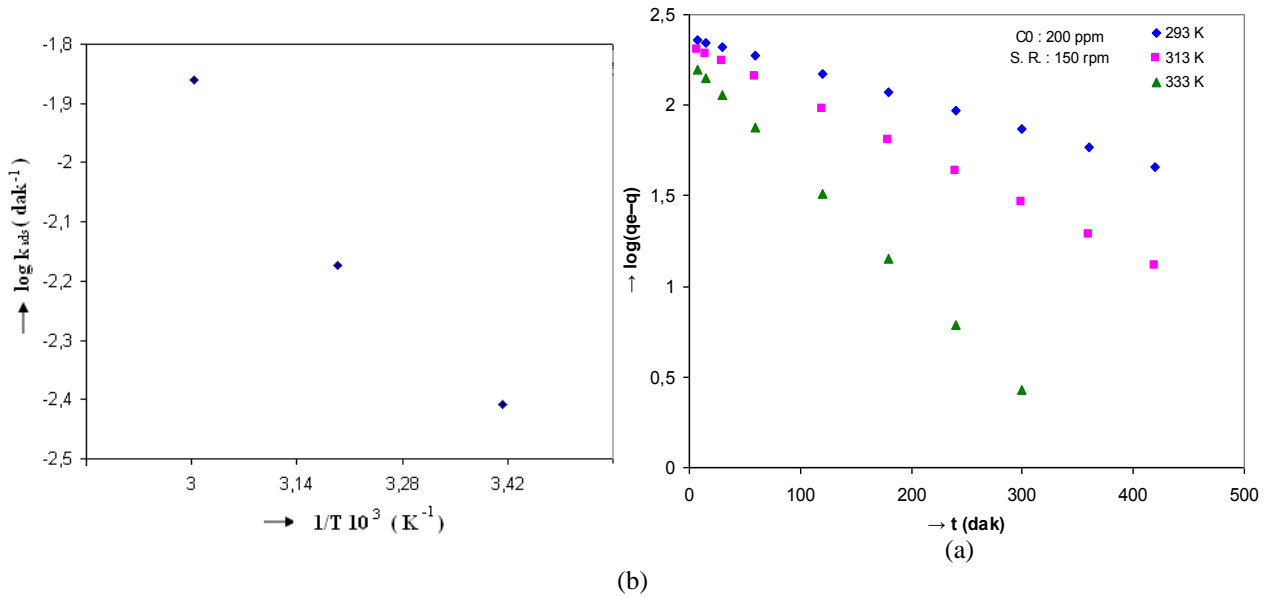 -1,8
-1,9
-2
-2,1
-2,2
-2,3
-2,4
-2,5
→ log k ads ( dak⁻¹ )
3 3,14 3,28 3,42
→ 1/T 10³ ( K⁻¹ )
(b)
2,5
2
1,5
1
0,5
0
→ log(qe–q)
C0 : 200 ppm
S. R. : 150 rpm
293 K
313 K
333 K
0 100 200 300 400 500
→ t (dak)
(a)